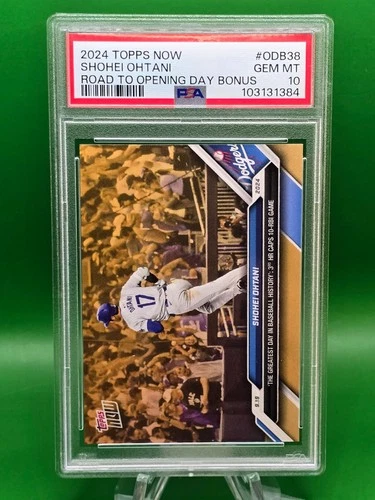 2024 TOPPS NOW #ODB38
SHOHEI OHTANI GEM MT
ROAD TO OPENING DAY BONUS 10
PSA 103131384
Dodgers
2024
SHOHEI OHTANI
'THE GREATEST DAY IN BASEBALL HISTORY': 3RD HR CAPS 10-RBI GAME
9.19
OHTANI
17
TOPPS
NOW